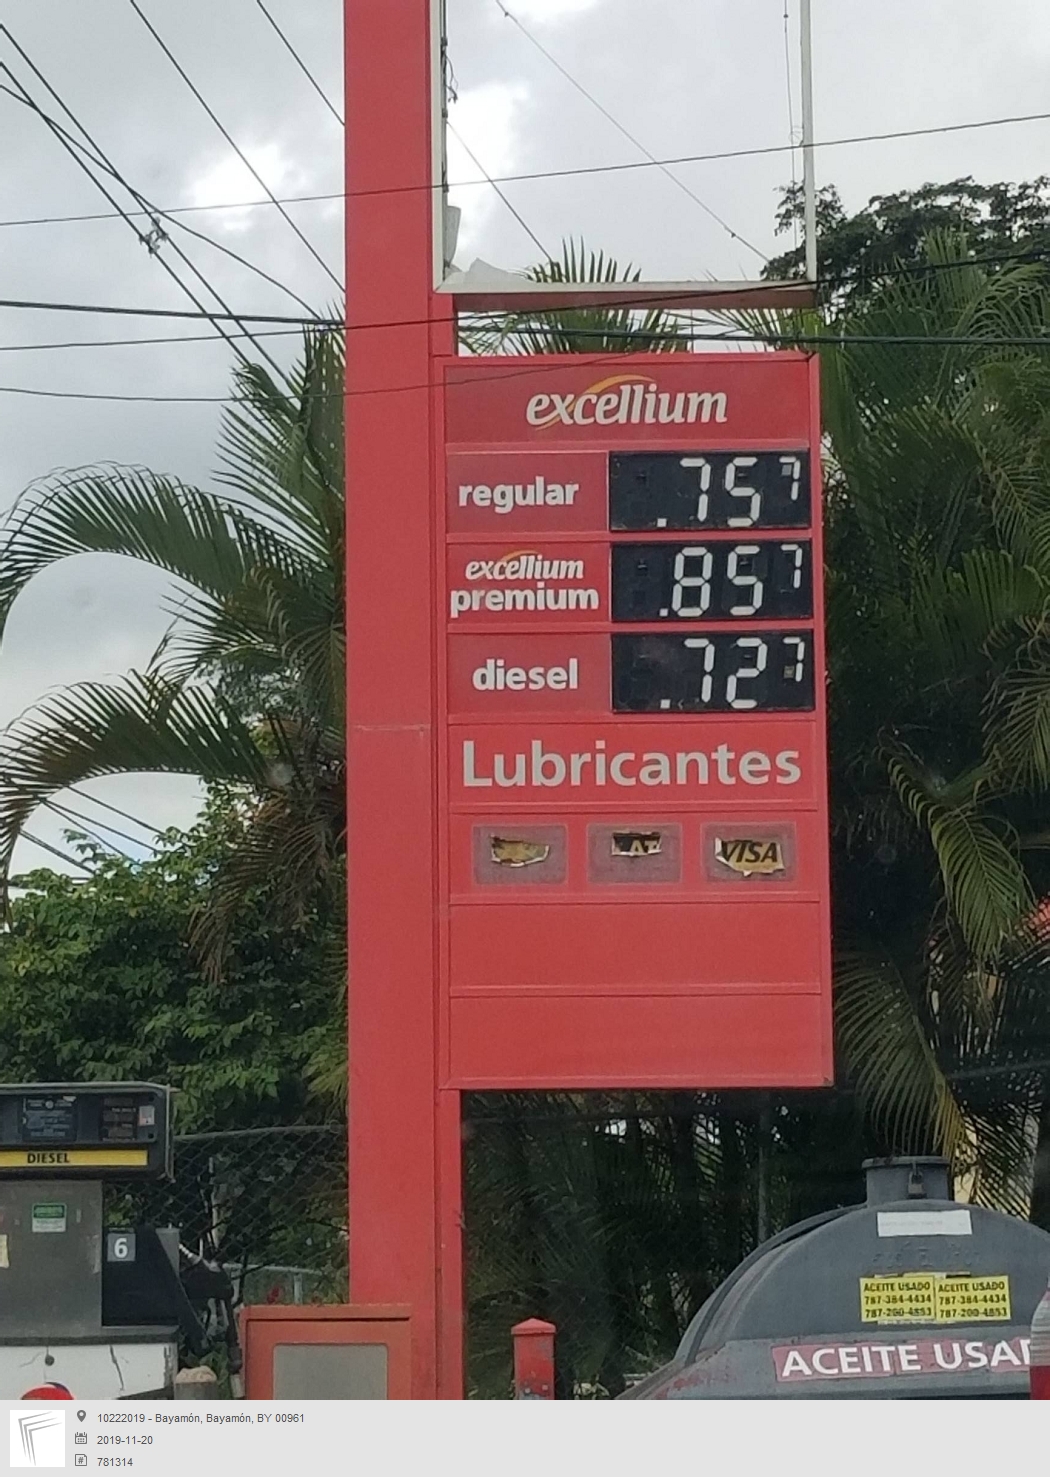 excellium
regular .75⁷
excellium
premium .85⁷
diesel .72⁷
Lubricantes
VISA
DIESEL
6
ACEITE USADO ACEITE USADO
787-384-4434 787-384-4434
787-200-4853 787-200-4853
ACEITE USAD
10222019 - Bayamón, Bayamón, BY 00961
2019-11-20
781314